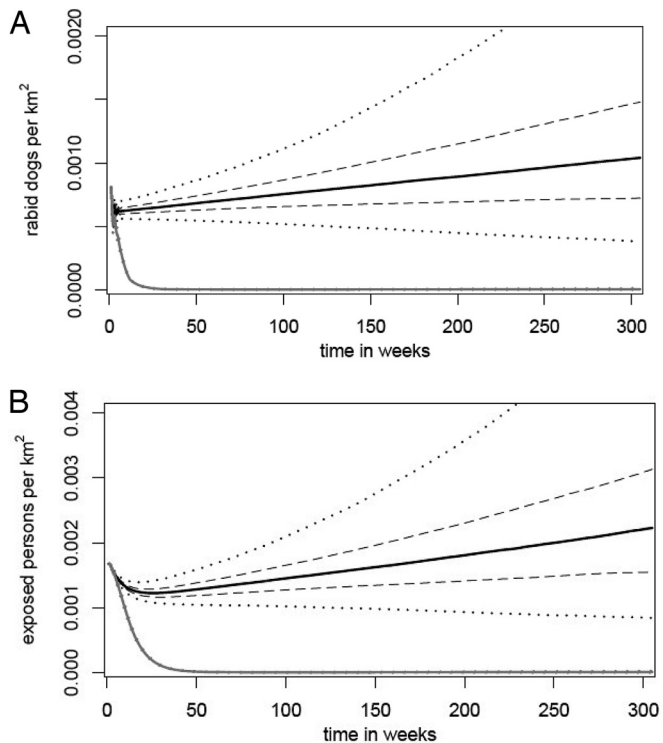 A
rabid dogs per km2
0.0020
0.0010
0.0000
0 50 100 150 200 250 300
time in weeks
B
exposed persons per km2
0.004
0.003
0.002
0.001
0.000
0 50 100 150 200 250 300
time in weeks